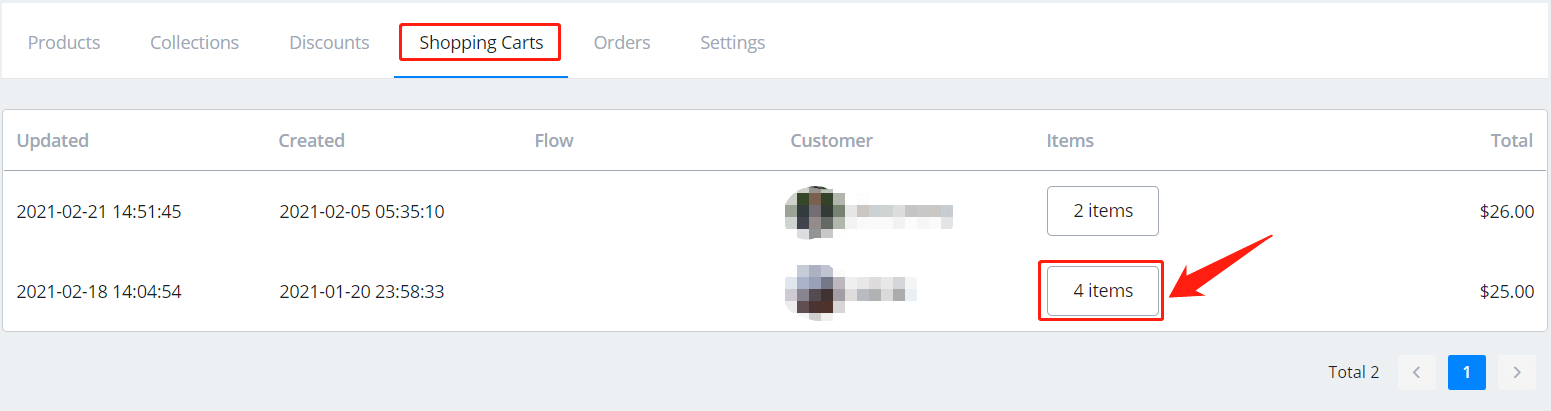 Products Collections Discounts Shopping Carts Orders Settings
Updated Created Flow Customer Items Total
2021-02-21 14:51:45 2021-02-05 05:35:10 2 items $26.00
2021-02-18 14:04:54 2021-01-20 23:58:33 4 items $25.00
Total 2 < 1 >